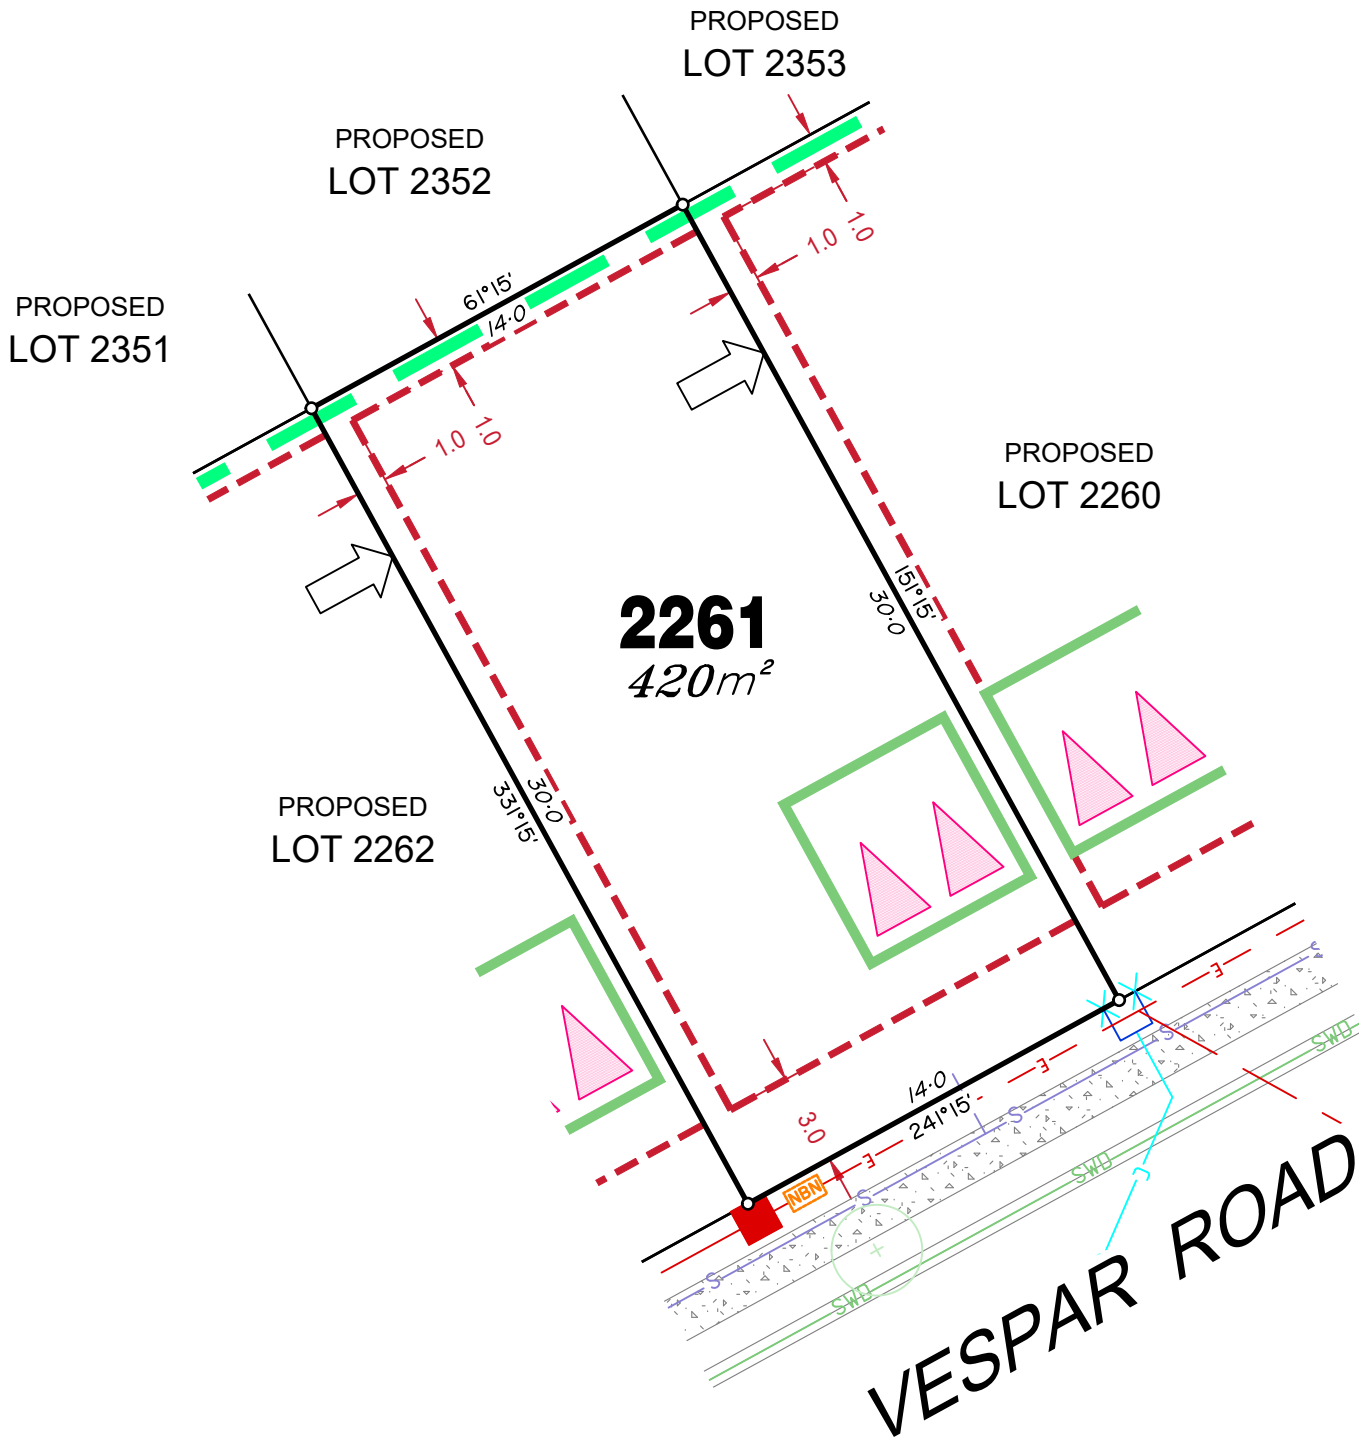 PROPOSED
LOT 2353
PROPOSED
LOT 2352
PROPOSED
LOT 2351
61°15'
14·0
1.0
1.0
1.0
1.0
PROPOSED
LOT 2260
2261
420m²
151°15'
30·0
30·0
331°15'
PROPOSED
LOT 2262
14·0
241°15'
3.0
NBN
E
E
E
S
S
S
S
S
SWD
SWD
SWD
VESPAR ROAD